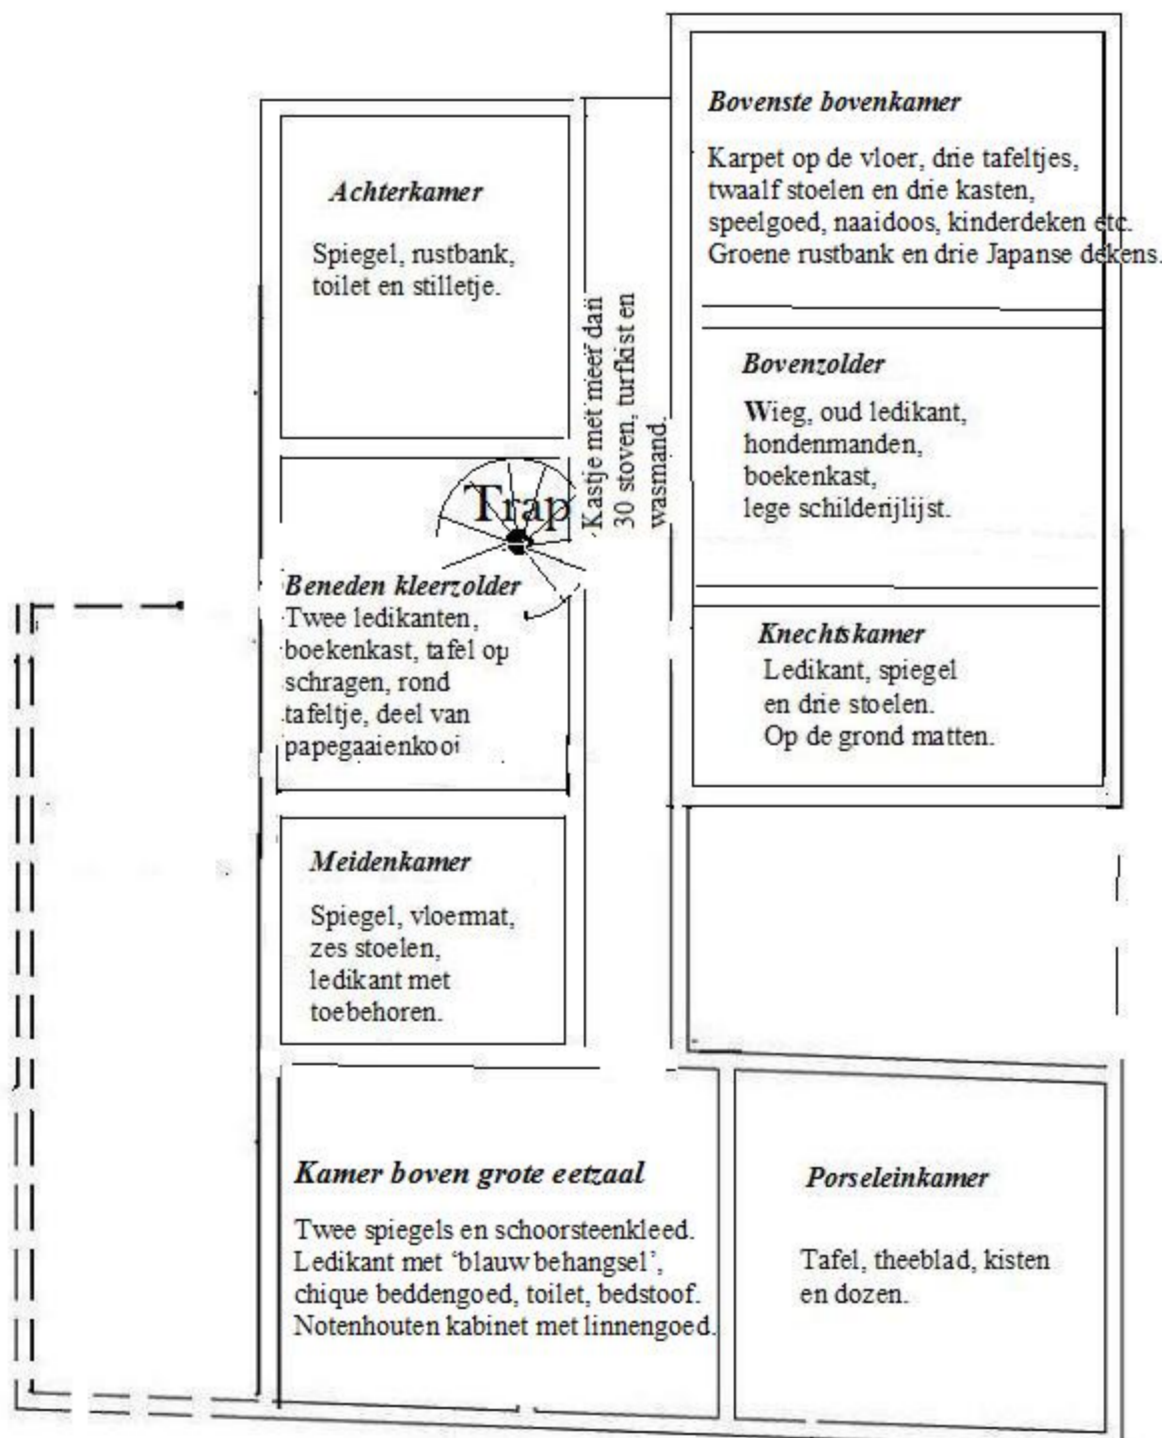 Bovenste bovenkamer
Karpet op de vloer, drie tafeltjes,
twaalf stoelen en drie kasten,
speelgoed, naaidoos, kinderdeken etc.
Groene rustbank en drie Japanse dekens.
Achterkamer
Spiegel, rustbank,
toilet en stilletje.
Kastje met meer dan
30 stoven, turfkist en
wasmand.
Bovenzolder
Wieg, oud ledikant,
hondenmanden,
boekenkast,
lege schilderijlijst.
Trap
Beneden kleerzolder
Twee ledikanten,
boekenkast, tafel op
schragen, rond
tafeltje, deel van
papegaaienkooi
Knechtskamer
Ledikant, spiegel
en drie stoelen.
Op de grond matten.
Meidenkamer
Spiegel, vloermat,
zes stoelen,
ledikant met
toebehoren.
Kamer boven grote eetzaal
Twee spiegels en schoorsteenkleed.
Ledikant met ‘blauw behangsel’,
chique beddengoed, toilet, bedstoof.
Notenhouten kabinet met linnengoed.
Porseleinkamer
Tafel, theeblad, kisten
en dozen.